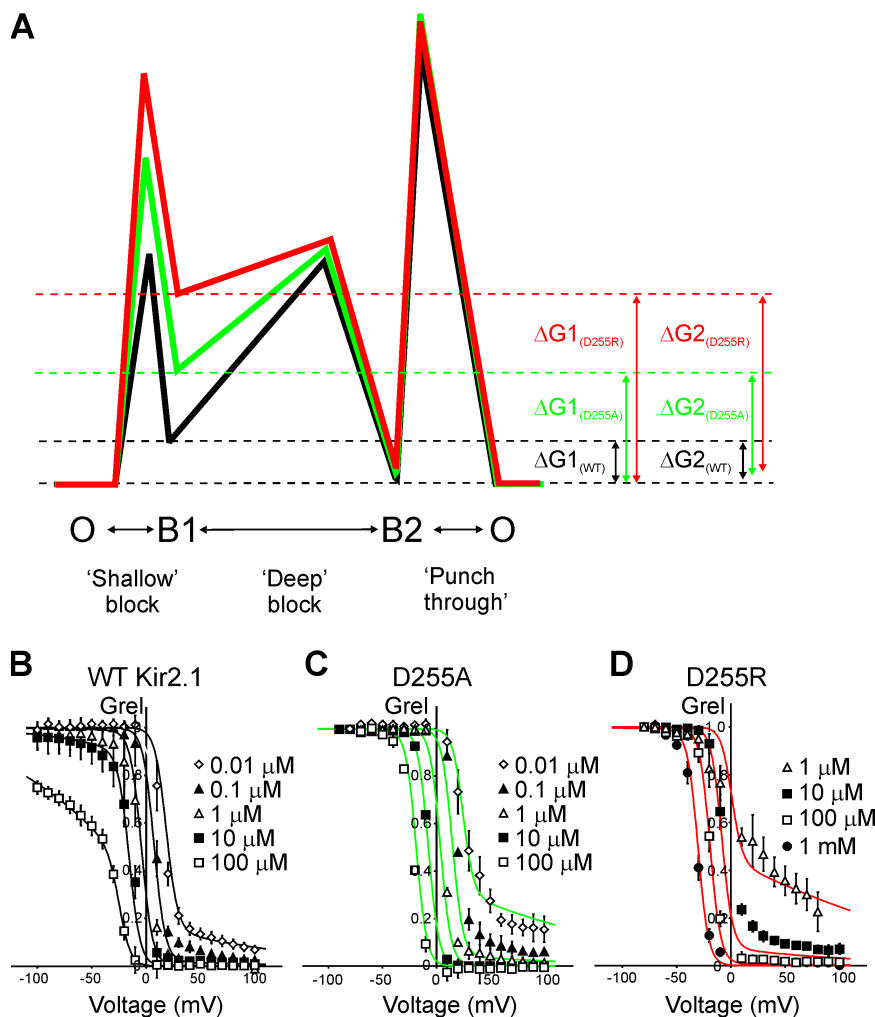 A
ΔG1(D255R) ΔG2(D255R)
ΔG1(D255A) ΔG2(D255A)
ΔG1(WT) ΔG2(WT)
O B1 B2 O
‘Shallow’ ‘Deep’ ‘Punch
block block through’
B C D
WT Kir2.1 D255A D255R
Grel Grel Grel
1.0
0.8 0.8 0.8
0.6 0.6
0.4 0.4
0.2 0.2 0.2
0.01 μM
0.1 μM
1 μM
10 μM
100 μM
0.01 μM
0.1 μM
1 μM
10 μM
100 μM
1 μM
10 μM
100 μM
1 mM
-100 -50 0 50 100
-100 -50 0 50 100
-100 -50 0 50 100
Voltage (mV) Voltage (mV) Voltage (mV)